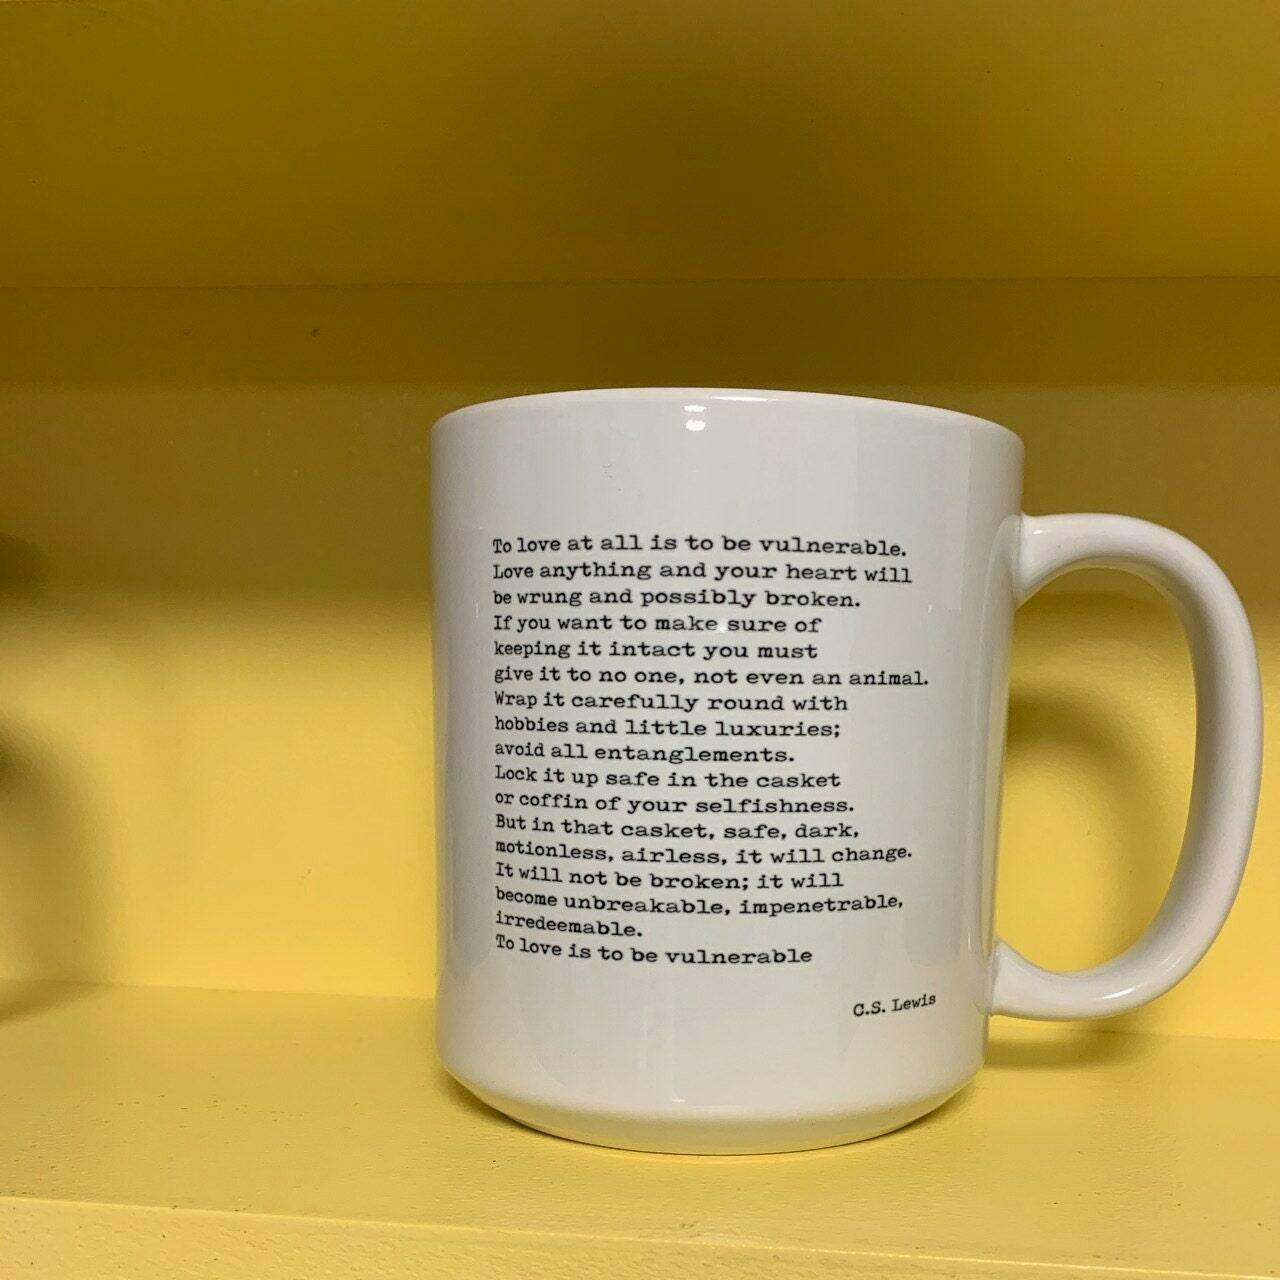 To love at all is to be vulnerable.
Love anything and your heart will
be wrung and possibly broken.
If you want to make sure of
keeping it intact you must
give it to no one, not even an animal.
Wrap it carefully round with
hobbies and little luxuries;
avoid all entanglements.
Lock it up safe in the casket
or coffin of your selfishness.
But in that casket, safe, dark,
motionless, airless, it will change.
It will not be broken; it will
become unbreakable, impenetrable,
irredeemable.
To love is to be vulnerable
C.S. Lewis